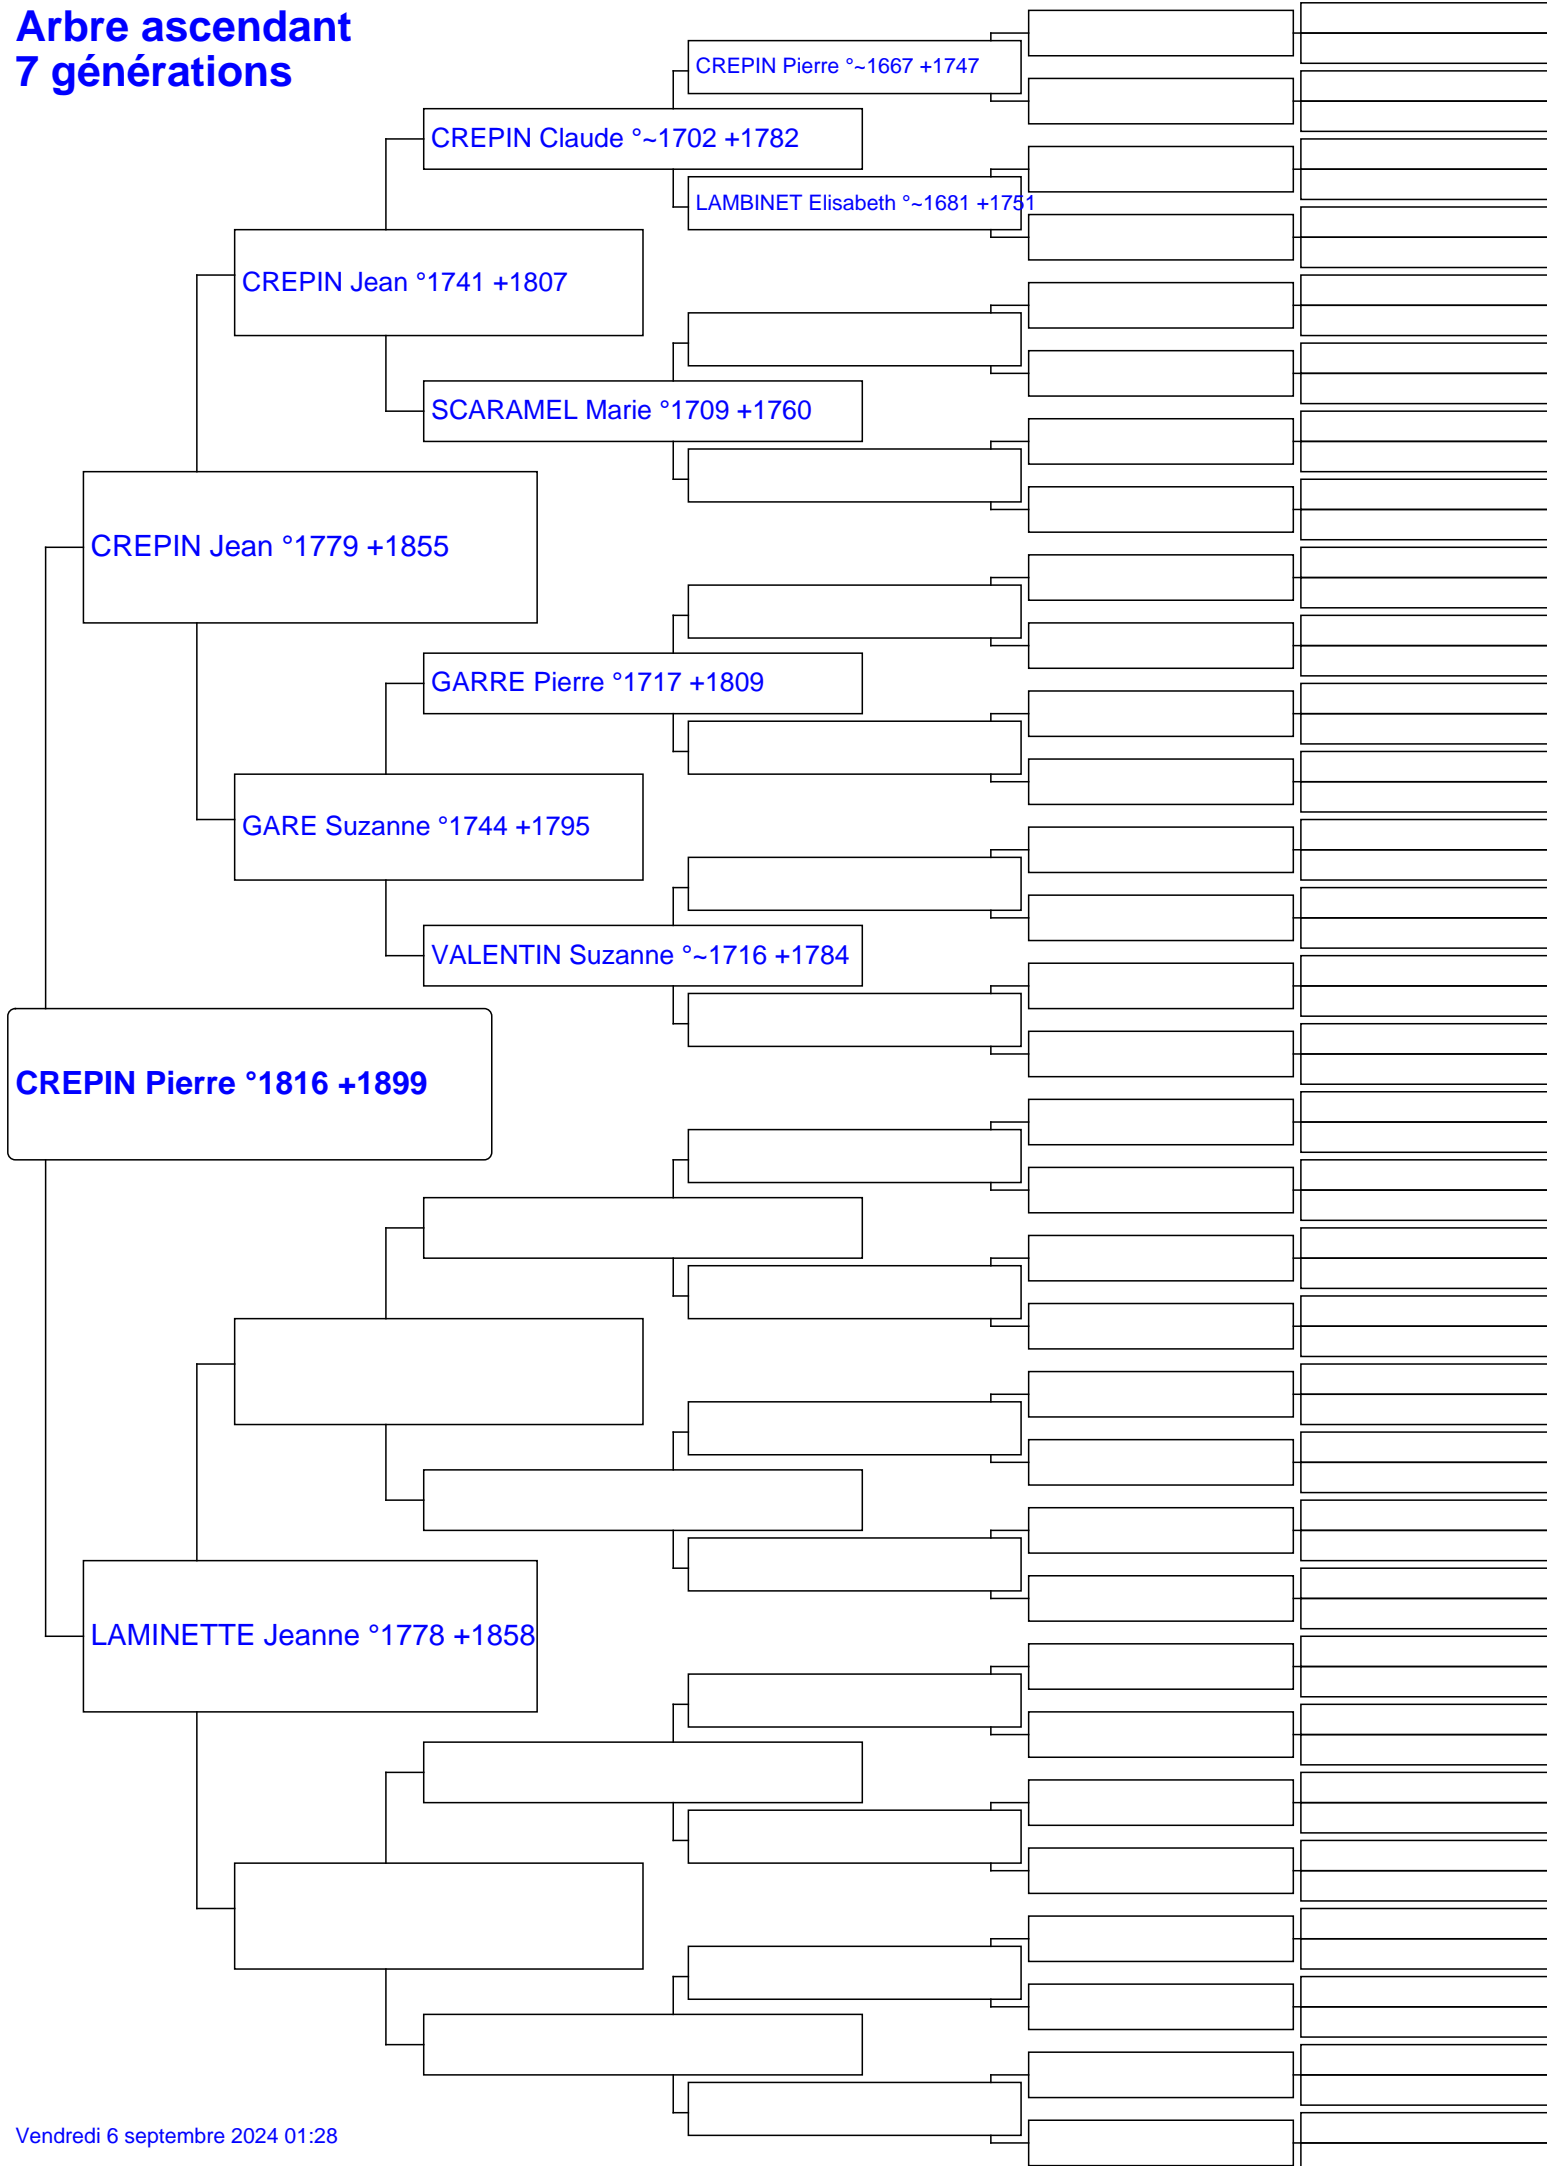 Arbre ascendant
7 générations
CREPIN Pierre °~1667 +1747
CREPIN Claude °~1702 +1782
LAMBINET Elisabeth °~1681 +1751
CREPIN Jean °1741 +1807
SCARAMEL Marie °1709 +1760
CREPIN Jean °1779 +1855
GARRE Pierre °1717 +1809
GARE Suzanne °1744 +1795
VALENTIN Suzanne °~1716 +1784
CREPIN Pierre °1816 +1899
LAMINETTE Jeanne °1778 +1858
Vendredi 6 septembre 2024 01:28